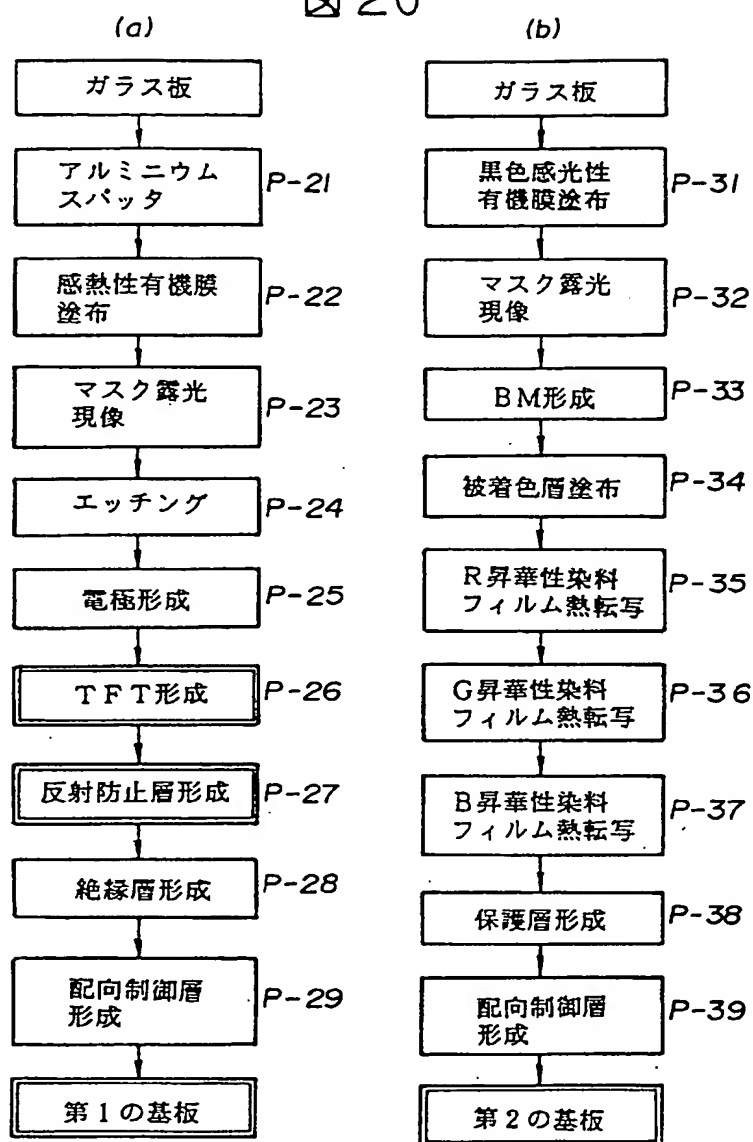 図20
(a)
ガラス板
アルミニウム
スパッタ
P-21
感熱性有機膜
塗布
P-22
マスク露光
現像
P-23
エッチング
P-24
電極形成
P-25
TFT形成
P-26
反射防止層形成
P-27
絶縁層形成
P-28
配向制御層
形成
P-29
第1の基板
(b)
ガラス板
黒色感光性
有機膜塗布
P-31
マスク露光
現像
P-32
BM形成
P-33
被着色層塗布
P-34
R昇華性染料
フィルム熱転写
P-35
G昇華性染料
フィルム熱転写
P-36
B昇華性染料
フィルム熱転写
P-37
保護層形成
P-38
配向制御層
形成
P-39
第2の基板